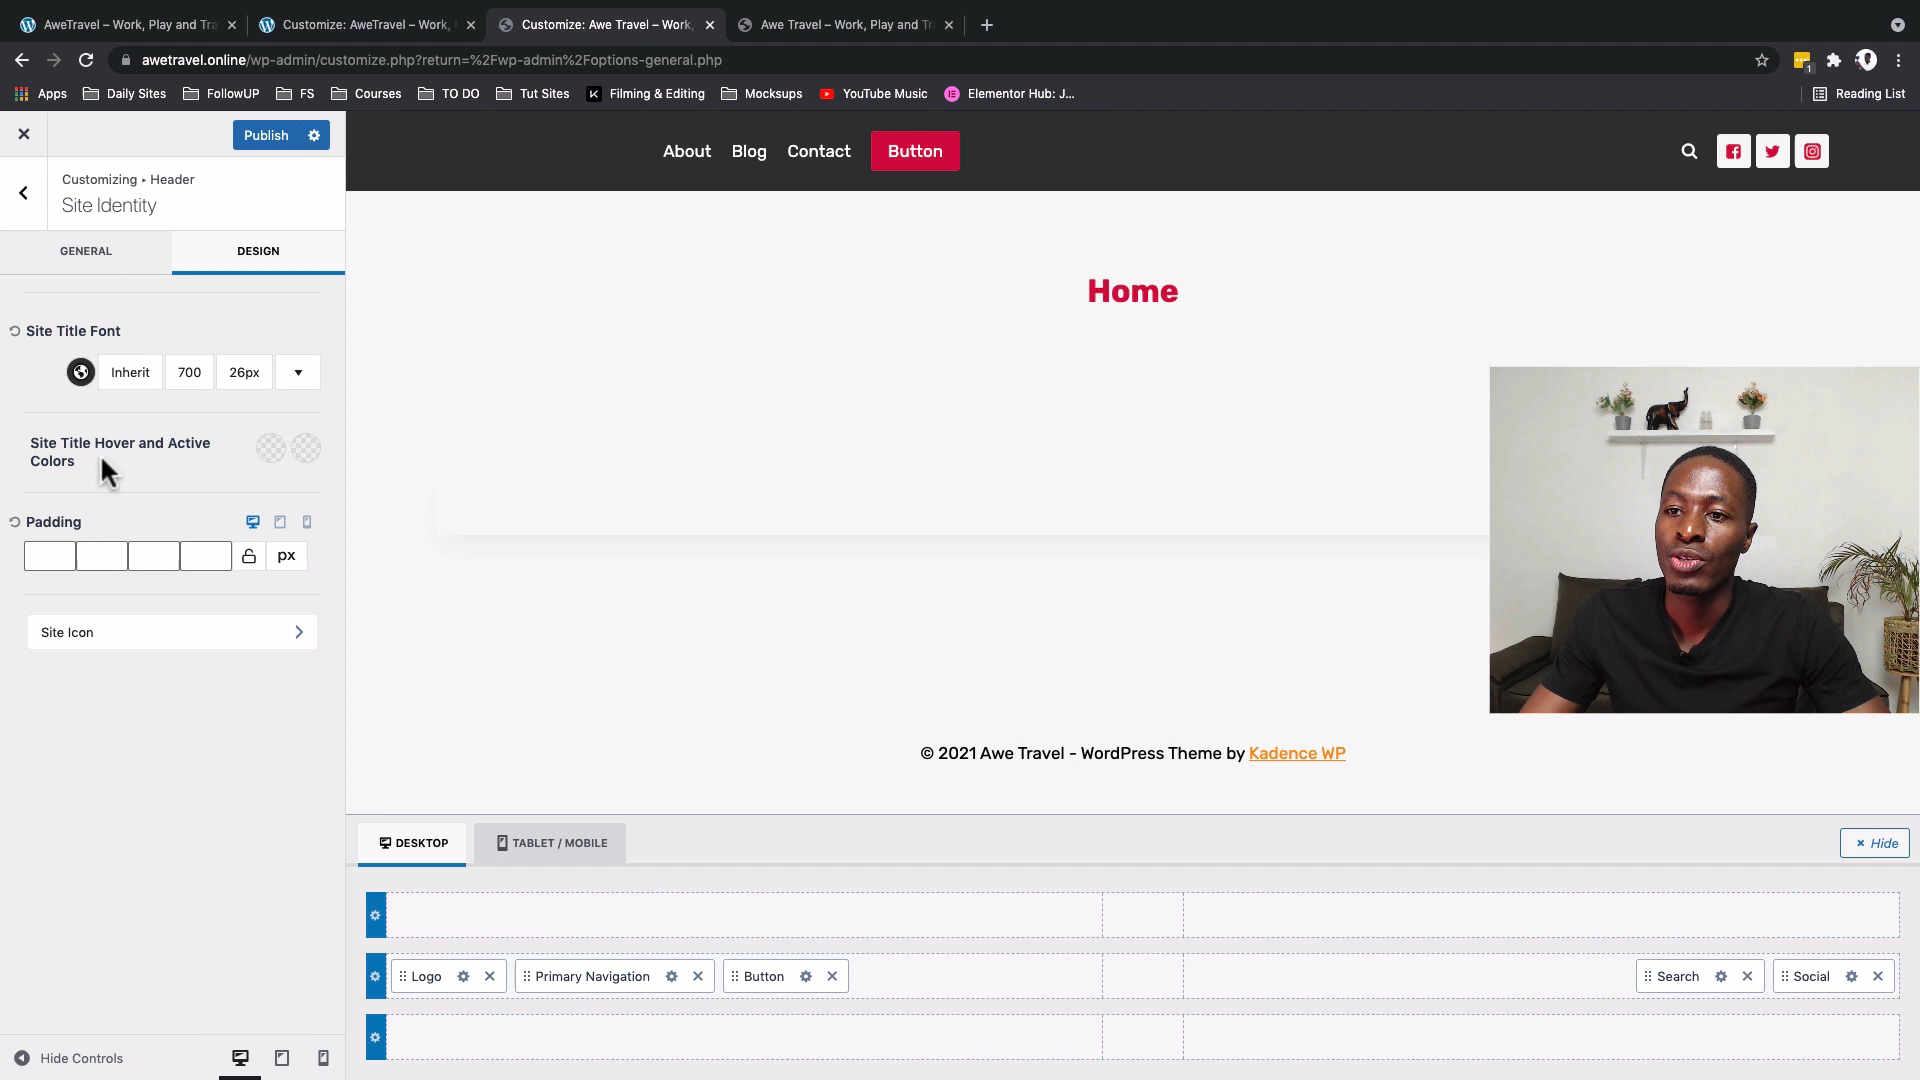 AweTravel – Work, Play and Tra
Customize: AweTravel – Work,
Customize: Awe Travel – Work,
Awe Travel – Work, Play and Tr
awetravel.online/wp-admin/customize.php?return=%2Fwp-admin%2Foptions-general.php
1
Apps
Daily Sites
FollowUP
FS
Courses
TO DO
Tut Sites
Filming & Editing
Mocksups
YouTube Music
Elementor Hub: J...
Reading List
Publish
Customizing ▸ Header
Site Identity
GENERAL
DESIGN
Site Title Font
Inherit
700
26px
Site Title Hover and Active
Colors
Padding
px
Site Icon
Hide Controls
About
Blog
Contact
Button
Home
© 2021 Awe Travel - WordPress Theme by Kadence WP
DESKTOP
TABLET / MOBILE
Hide
Logo
Primary Navigation
Button
Search
Social